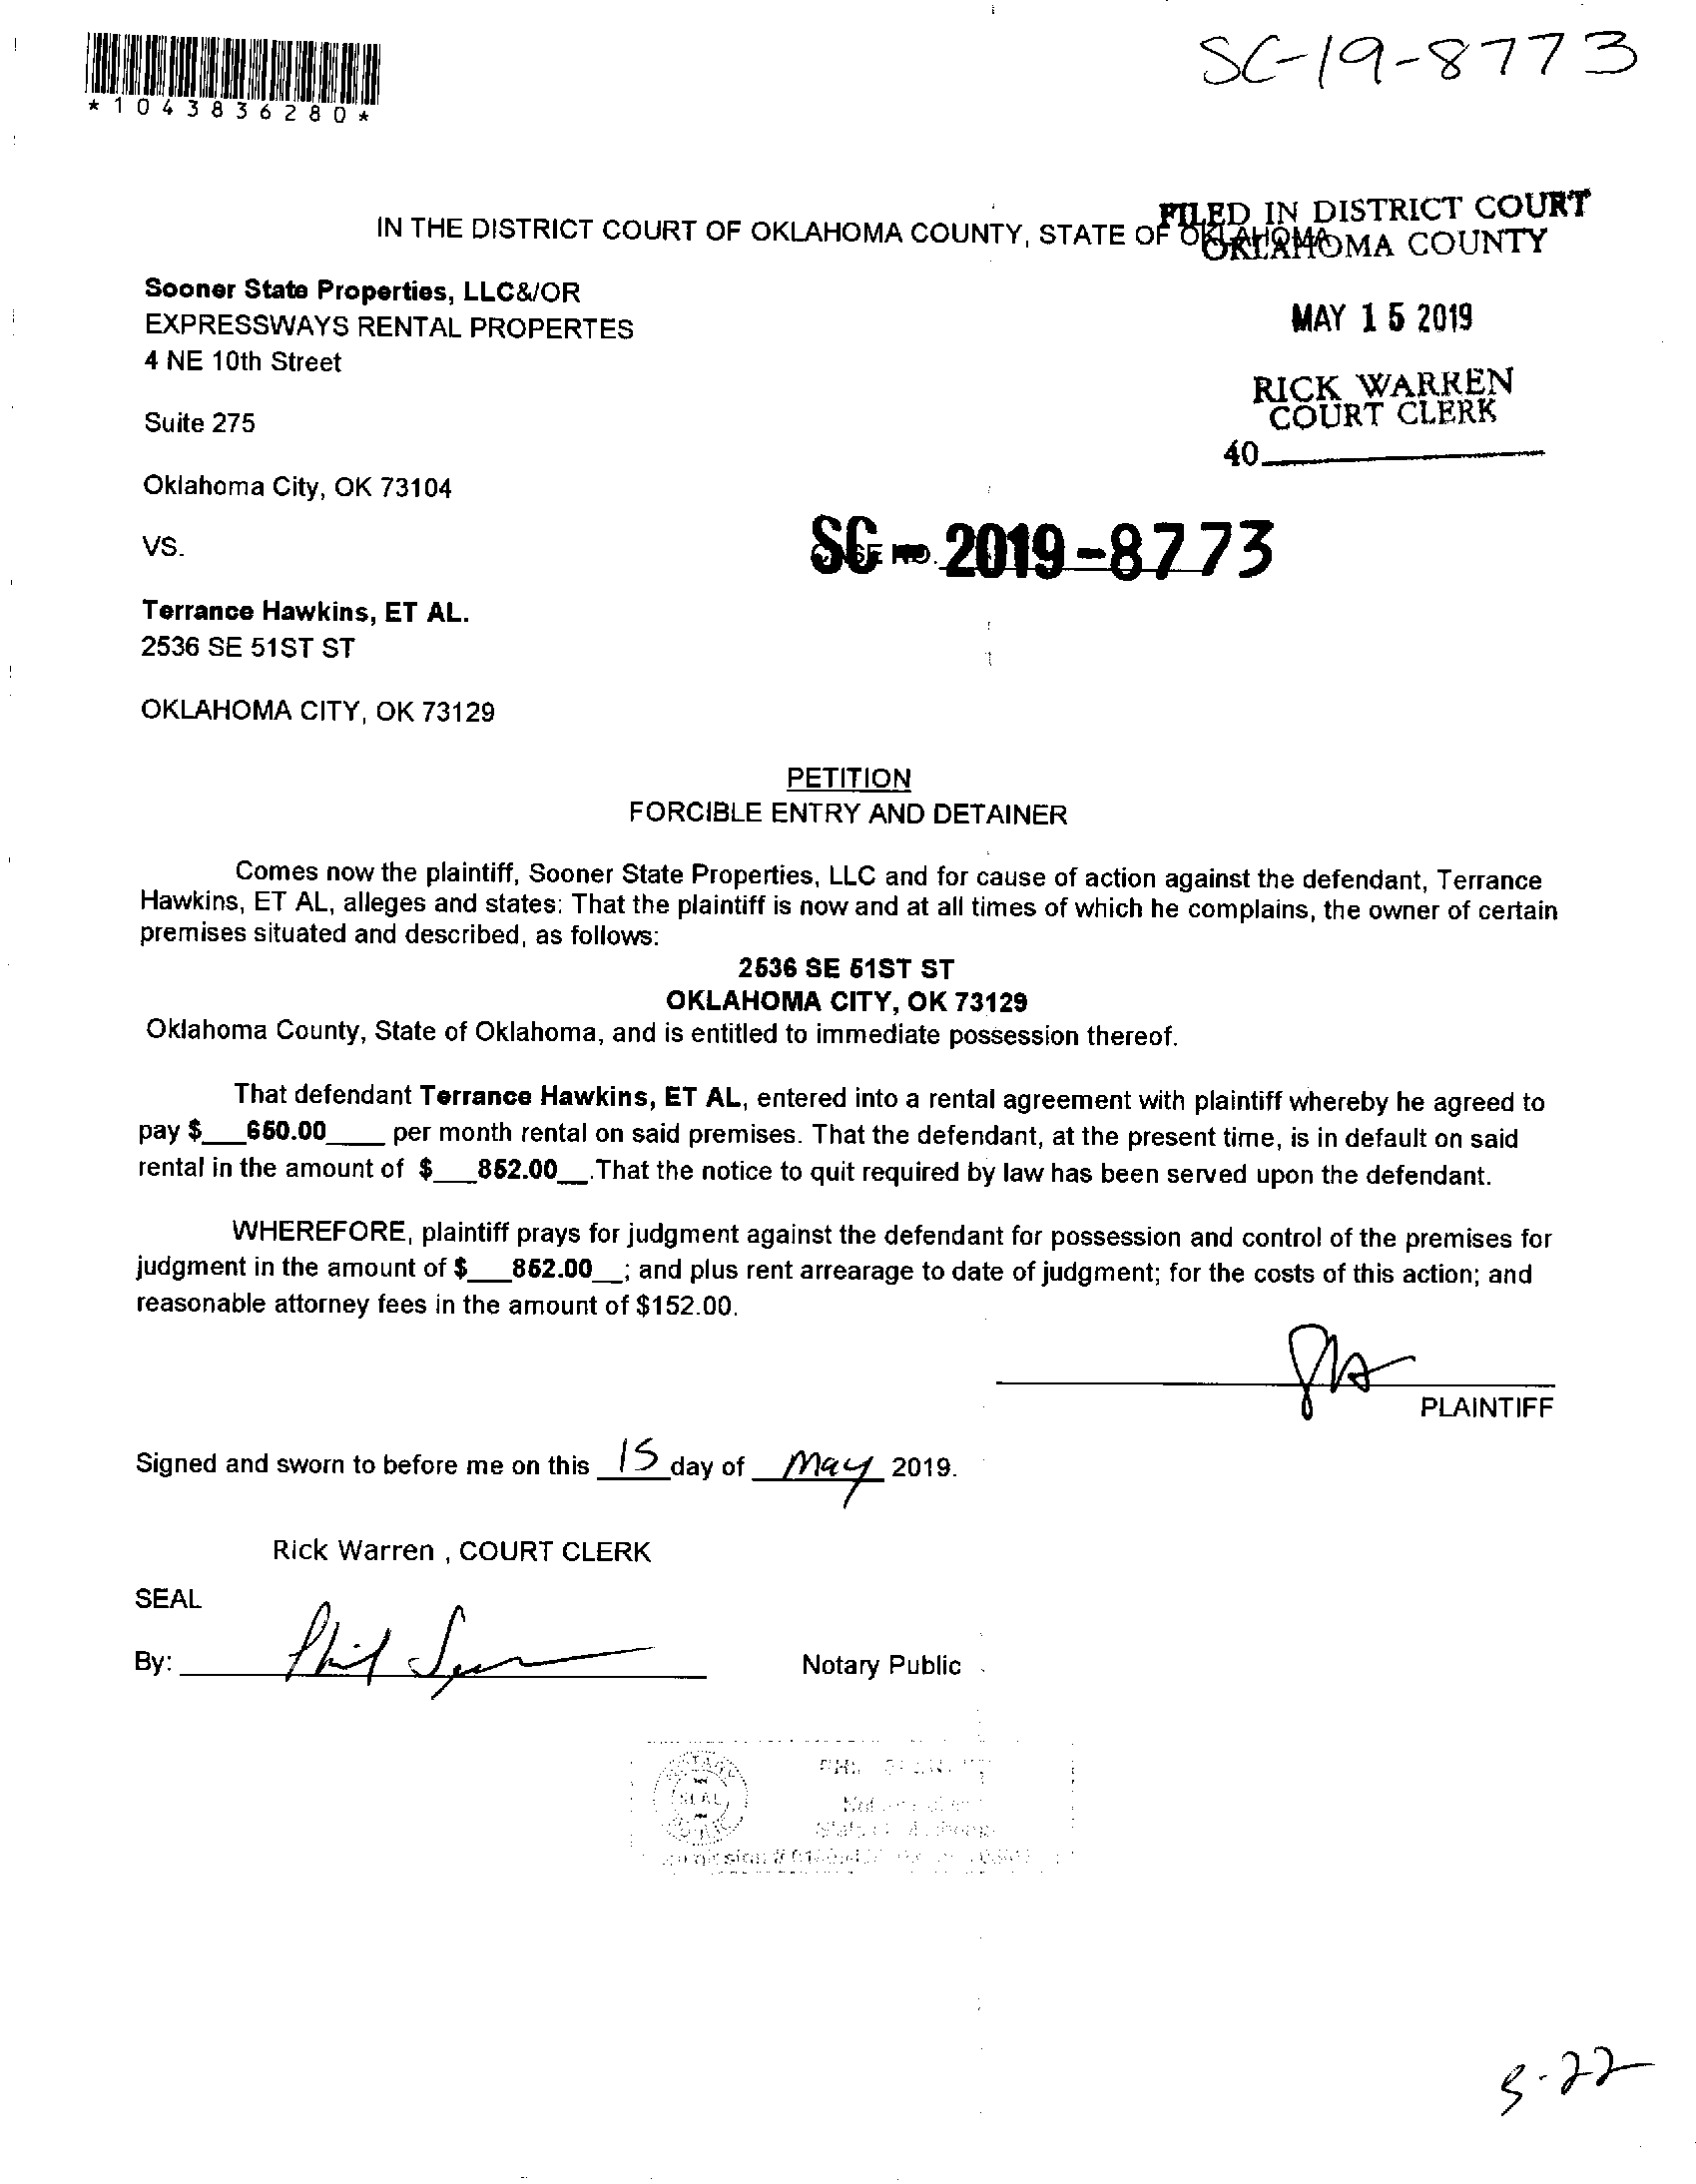 SC-19-8773
*1043836280*
FILED IN DISTRICT COURT
OKLAHOMA COUNTY
IN THE DISTRICT COURT OF OKLAHOMA COUNTY, STATE OF OKLAHOMA
Sooner State Properties, LLC&/OR
EXPRESSWAYS RENTAL PROPERTES
4 NE 10th Street
MAY 15 2019
RICK WARREN
COURT CLERK
40
Suite 275
Oklahoma City, OK 73104
VS.
CASE NO. SC - 2019-8773
Terrance Hawkins, ET AL.
2536 SE 51ST ST
OKLAHOMA CITY, OK 73129
PETITION
FORCIBLE ENTRY AND DETAINER
Comes now the plaintiff, Sooner State Properties, LLC and for cause of action against the defendant, Terrance
Hawkins, ET AL, alleges and states: That the plaintiff is now and at all times of which he complains, the owner of certain
premises situated and described, as follows:
2536 SE 51ST ST
OKLAHOMA CITY, OK 73129
Oklahoma County, State of Oklahoma, and is entitled to immediate possession thereof.
That defendant Terrance Hawkins, ET AL, entered into a rental agreement with plaintiff whereby he agreed to
pay $___650.00____ per month rental on said premises. That the defendant, at the present time, is in default on said
rental in the amount of $___852.00__.That the notice to quit required by law has been served upon the defendant.
WHEREFORE, plaintiff prays for judgment against the defendant for possession and control of the premises for
judgment in the amount of $___852.00__; and plus rent arrearage to date of judgment; for the costs of this action; and
reasonable attorney fees in the amount of $152.00.
PLAINTIFF
Signed and sworn to before me on this 15 day of May 2019.
Rick Warren , COURT CLERK
SEAL
By:
Notary Public
SEAL
5-22